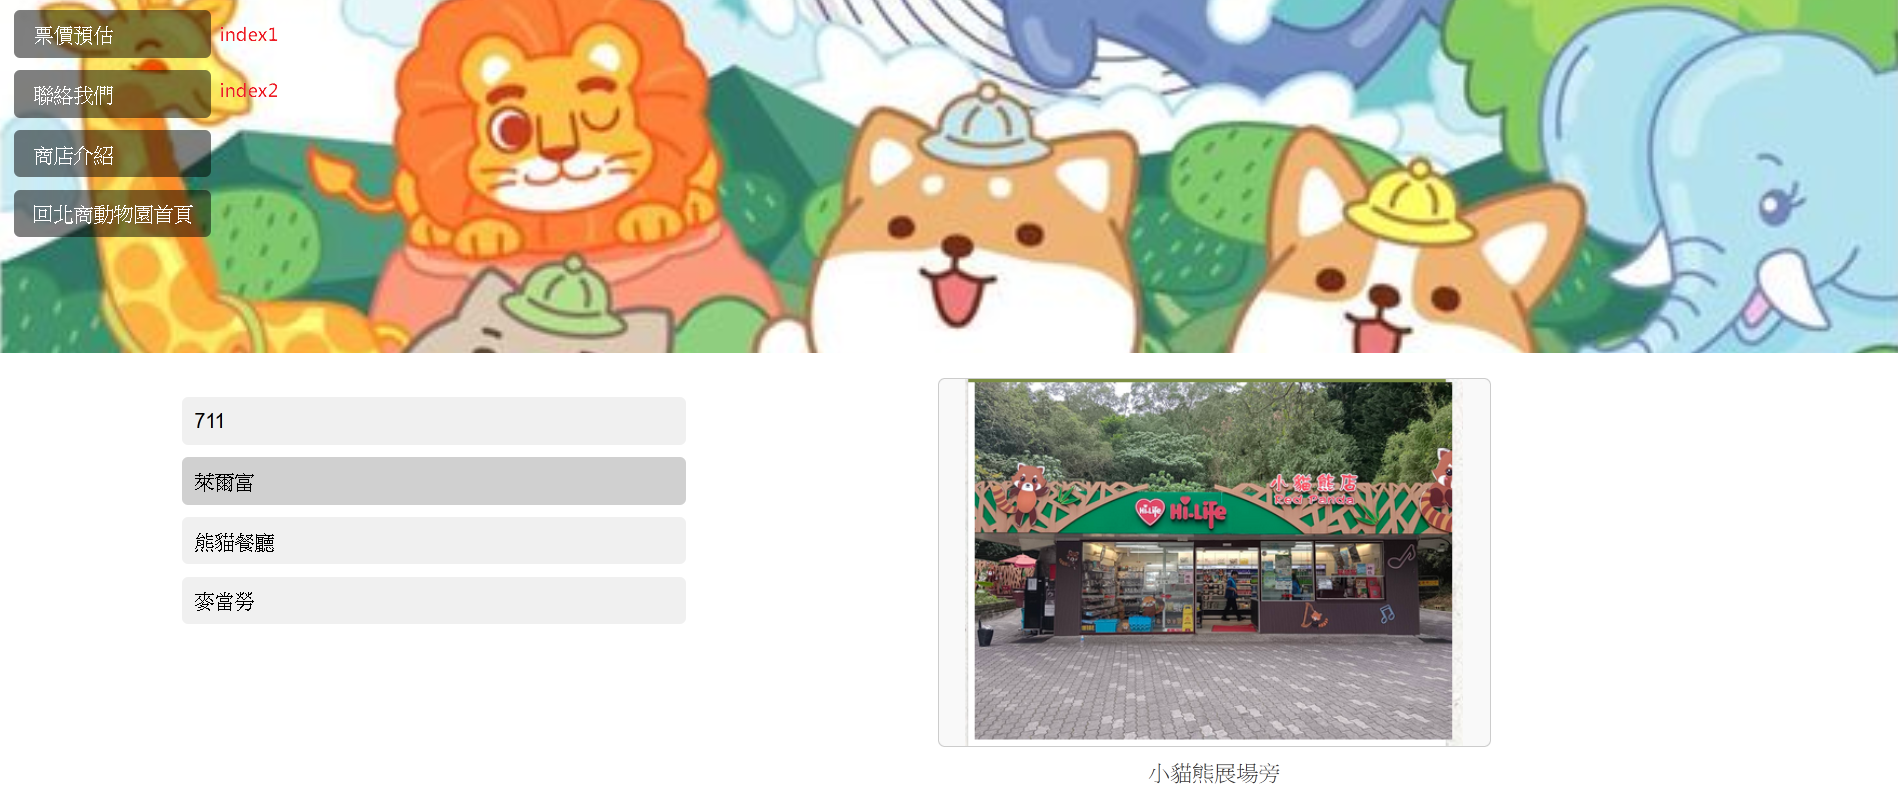 票價預估 index1
聯絡我們 index2
商店介紹
回北商動物園首頁
711
萊爾富
熊貓餐廳
麥當勞
小貓熊店
Red Panda
Hi-Life Hi-Life
小貓熊展場旁